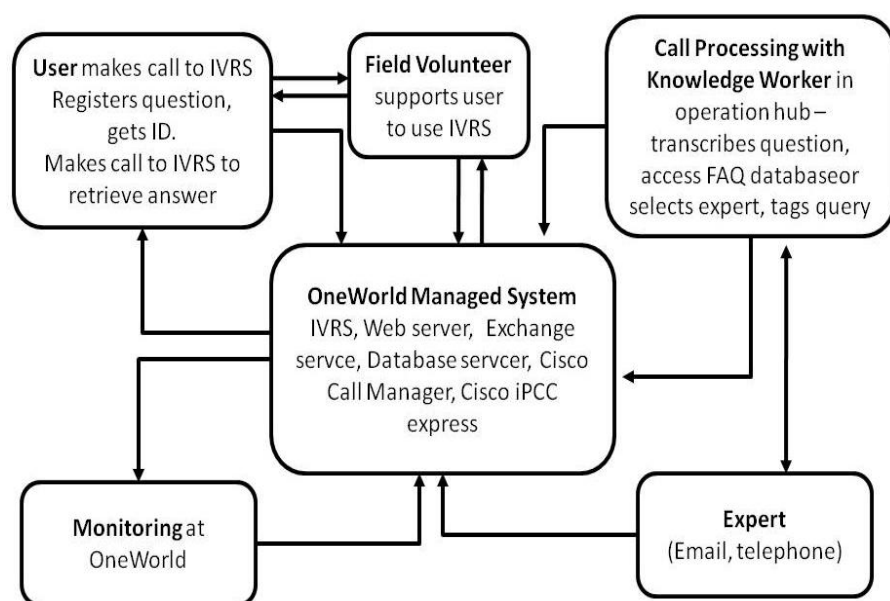 User makes call to IVRS
Registers question,
gets ID.
Makes call to IVRS to
retrieve answer
Field Volunteer
supports user
to use IVRS
Call Processing with
Knowledge Worker in
operation hub –
transcribes question,
access FAQ databaseor
selects expert, tags query
OneWorld Managed System
IVRS, Web server, Exchange
servce, Database servcer, Cisco
Call Manager, Cisco iPCC
express
Monitoring at
OneWorld
Expert
(Email, telephone)